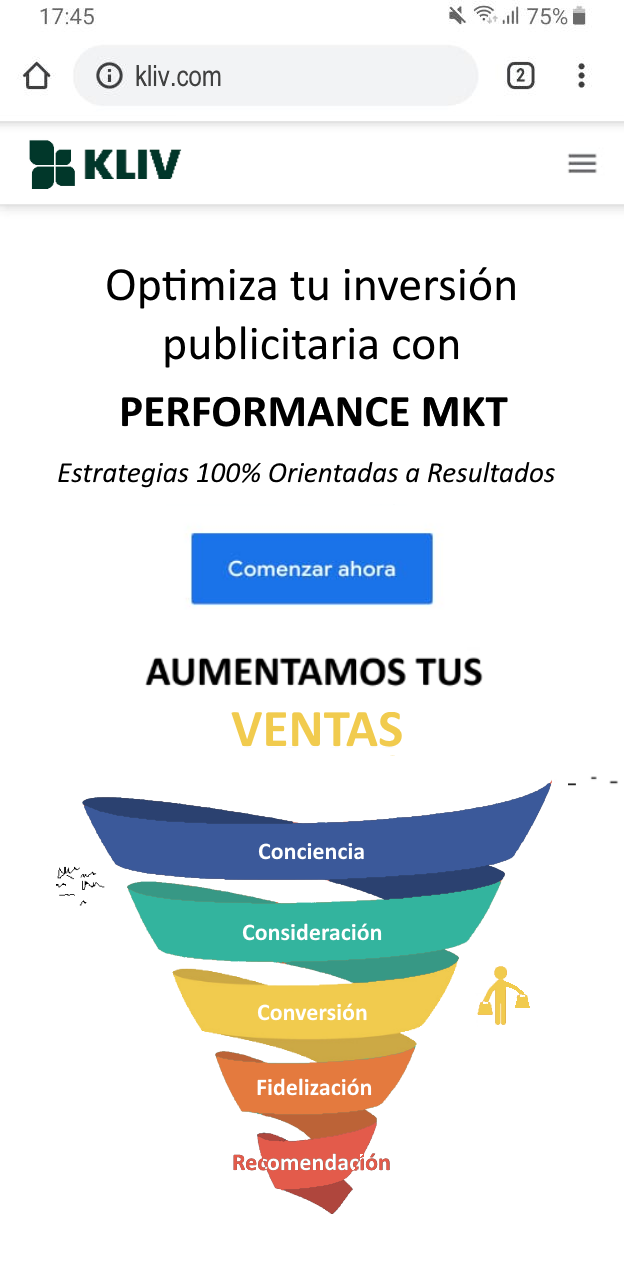 17:45
75%
kliv.com
2
KLIV
Optimiza tu inversión
publicitaria con
PERFORMANCE MKT
Estrategias 100% Orientadas a Resultados
Comenzar ahora
AUMENTAMOS TUS
VENTAS
Conciencia
Consideración
Conversión
Fidelización
Recomendación